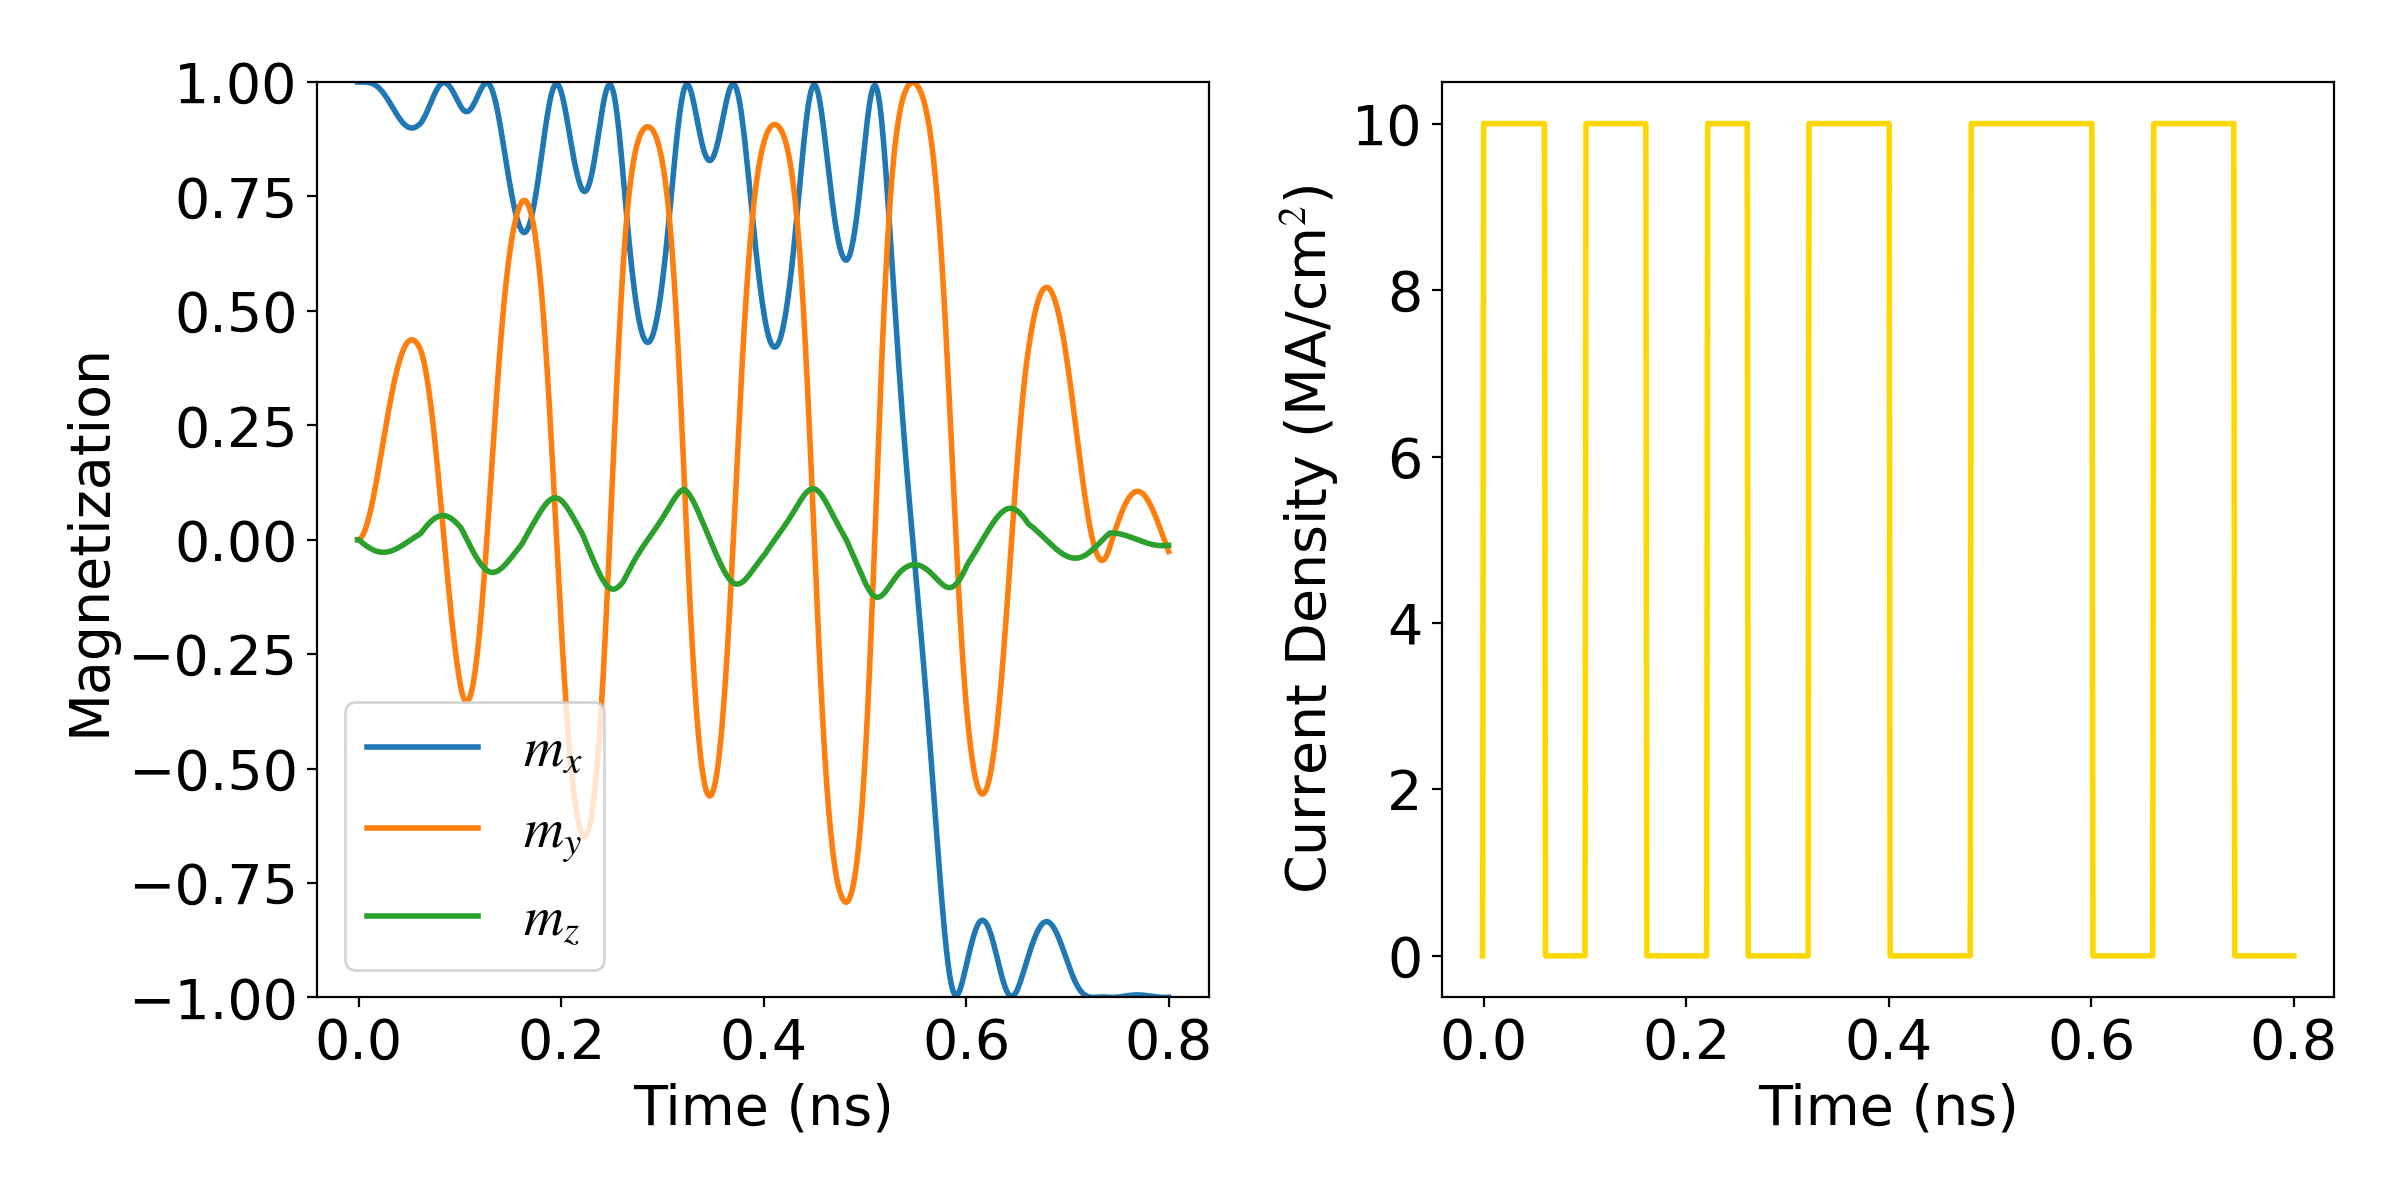 Magnetization
1.00
0.75
0.50
0.25
0.00
−0.25
−0.50
−0.75
−1.00
m_x
m_y
m_z
0.0 0.2 0.4 0.6 0.8
Time (ns)
Current Density (MA/cm²)
10
8
6
4
2
0
0.0 0.2 0.4 0.6 0.8
Time (ns)